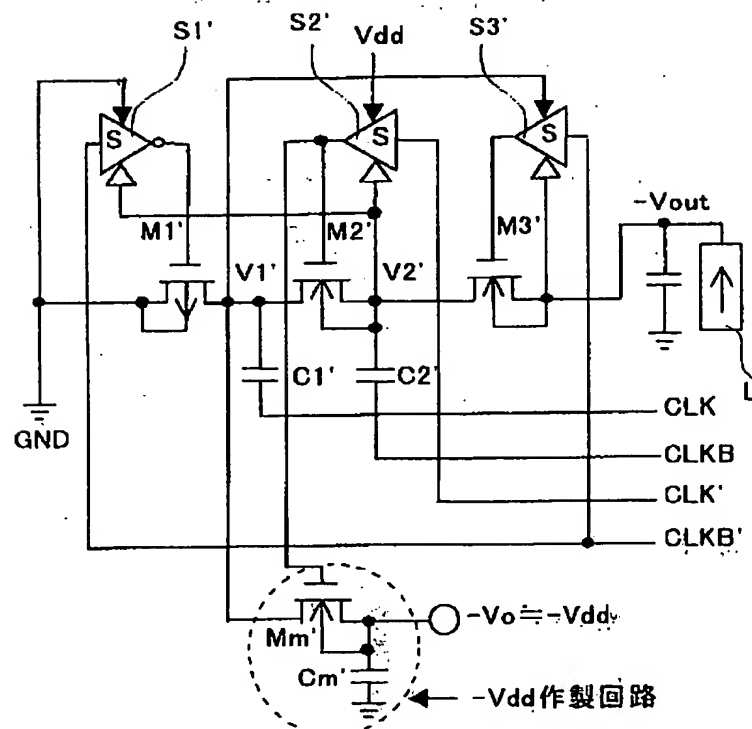 S1'
S2'
Vdd
S3'
S
S
S
-Vout
M1'
M2'
M3'
V1'
V2'
C1'
C2'
L
GND
CLK
CLKB
CLK'
CLKB'
Mm'
-Vo≒-Vdd
Cm'
-Vdd作製回路